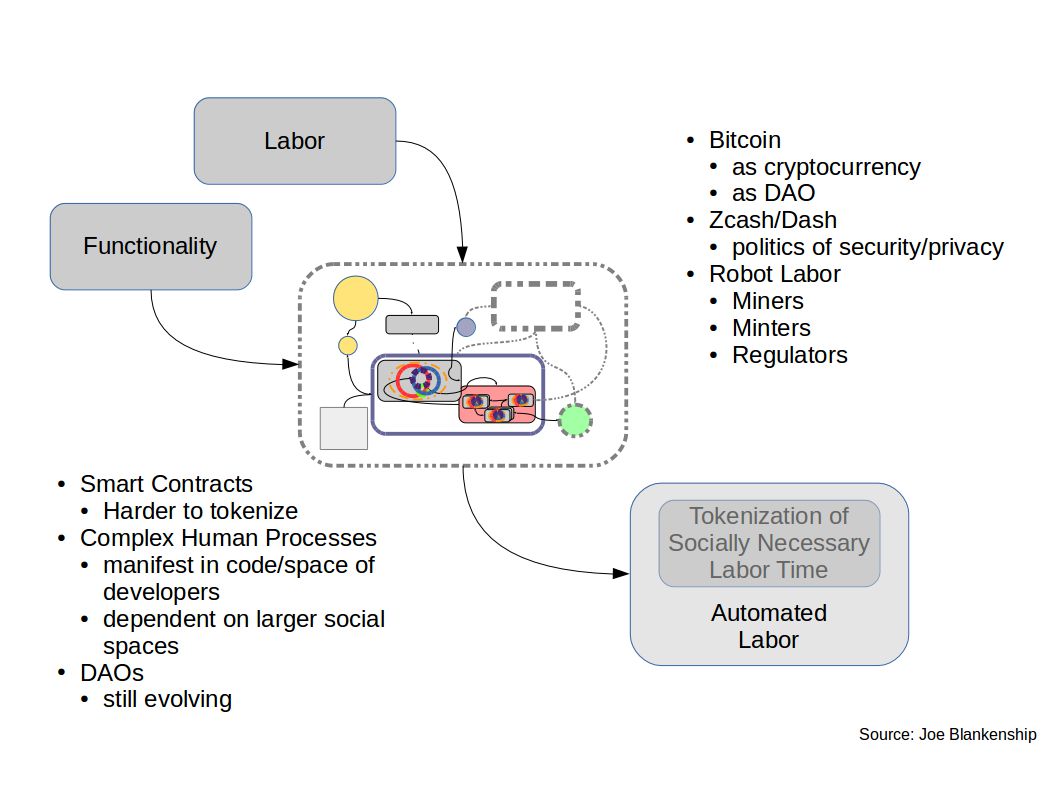 Labor
Functionality
• Bitcoin
• as cryptocurrency
• as DAO
• Zcash/Dash
• politics of security/privacy
• Robot Labor
• Miners
• Minters
• Regulators
• Smart Contracts
• Harder to tokenize
• Complex Human Processes
• manifest in code/space of
developers
• dependent on larger social
spaces
• DAOs
• still evolving
Tokenization of
Socially Necessary
Labor Time
Automated
Labor
Source: Joe Blankenship